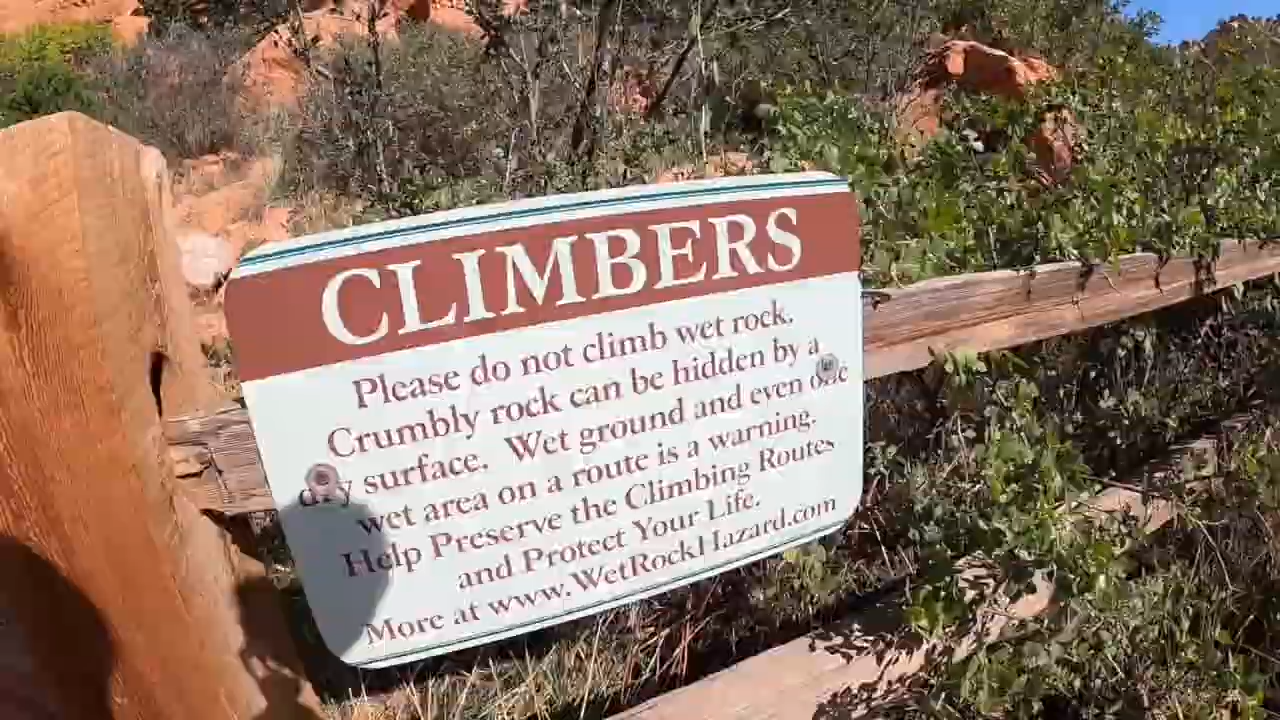 CLIMBERS
Please do not climb wet rock.
Crumbly rock can be hidden by a
dry surface. Wet ground and even one
wet area on a route is a warning.
Help Preserve the Climbing Routes
and Protect Your Life.
More at www.WetRockHazard.com